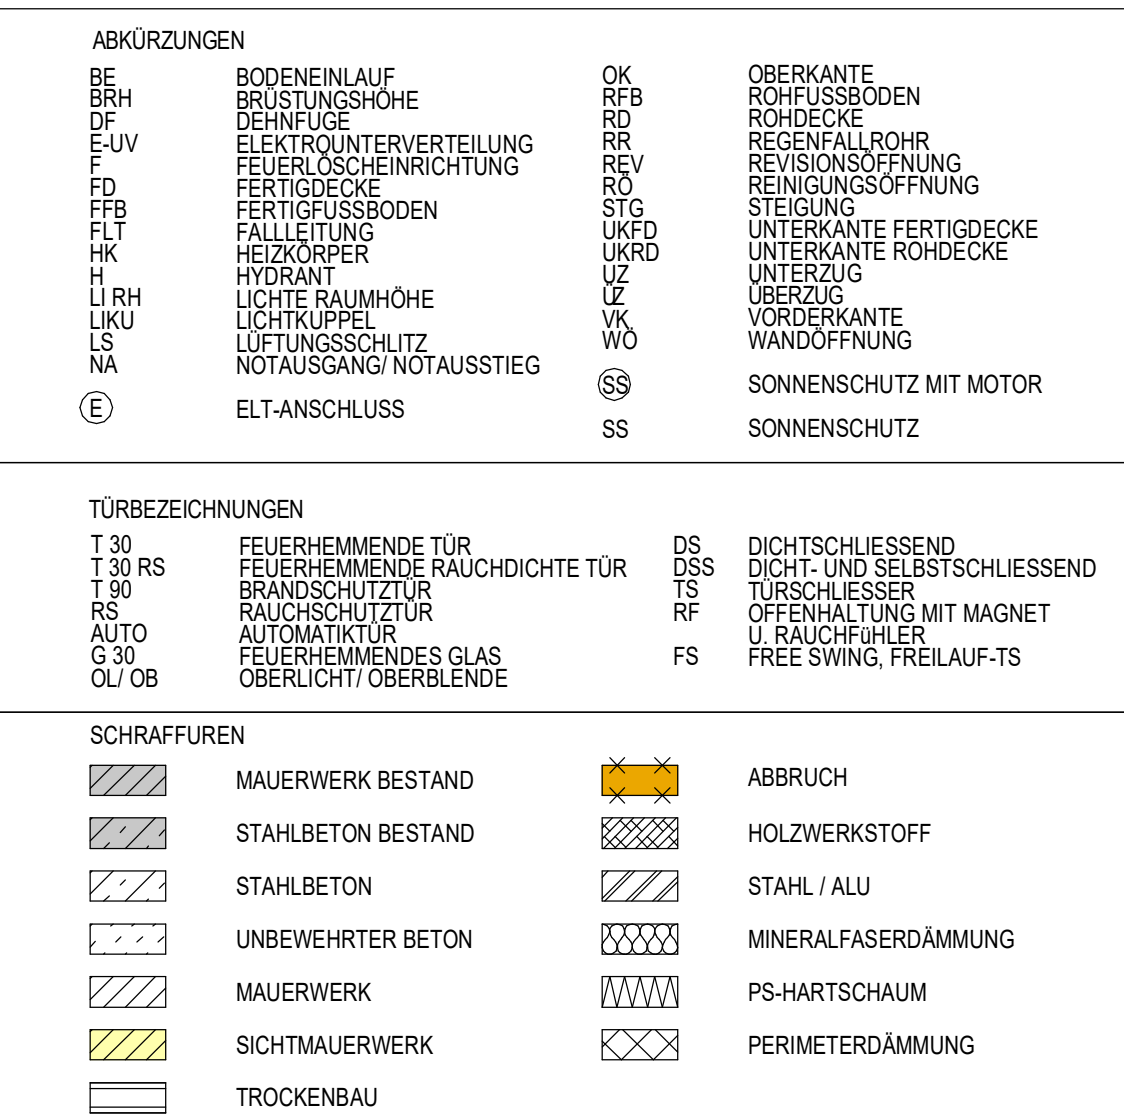 ABKÜRZUNGEN
BE BODENEINLAUF
BRH BRÜSTUNGSHÖHE
DF DEHNFUGE
E-UV ELEKTROUNTERVERTEILUNG
F FEUERLÖSCHEINRICHTUNG
FD FERTIGDECKE
FFB FERTIGFUSSBODEN
FLT FALLLEITUNG
HK HEIZKÖRPER
H HYDRANT
LI RH LICHTE RAUMHÖHE
LIKU LICHTKUPPEL
LS LÜFTUNGSSCHLITZ
NA NOTAUSGANG/ NOTAUSSTIEG
E ELT-ANSCHLUSS
OK OBERKANTE
RFB ROHFUSSBODEN
RD ROHDECKE
RR REGENFALLROHR
REV REVISIONSÖFFNUNG
RÖ REINIGUNGSÖFFNUNG
STG STEIGUNG
UKFD UNTERKANTE FERTIGDECKE
UKRD UNTERKANTE ROHDECKE
UZ UNTERZUG
ÜZ ÜBERZUG
VK VORDERKANTE
WÖ WANDÖFFNUNG
SS SONNENSCHUTZ MIT MOTOR
SS SONNENSCHUTZ
TÜRBEZEICHNUNGEN
T 30 FEUERHEMMENDE TÜR
T 30 RS FEUERHEMMENDE RAUCHDICHTE TÜR
T 90 BRANDSCHUTZTÜR
RS RAUCHSCHUTZTÜR
AUTO AUTOMATIKTÜR
G 30 FEUERHEMMENDES GLAS
OL/ OB OBERLICHT/ OBERBLENDE
DS DICHTSCHLIESSEND
DSS DICHT- UND SELBSTSCHLIESSEND
TS TÜRSCHLIESSER
RF OFFENHALTUNG MIT MAGNET
U. RAUCHFüHLER
FS FREE SWING, FREILAUF-TS
SCHRAFFUREN
MAUERWERK BESTAND
STAHLBETON BESTAND
STAHLBETON
UNBEWEHRTER BETON
MAUERWERK
SICHTMAUERWERK
TROCKENBAU
ABBRUCH
HOLZWERKSTOFF
STAHL / ALU
MINERALFASERDÄMMUNG
PS-HARTSCHAUM
PERIMETERDÄMMUNG